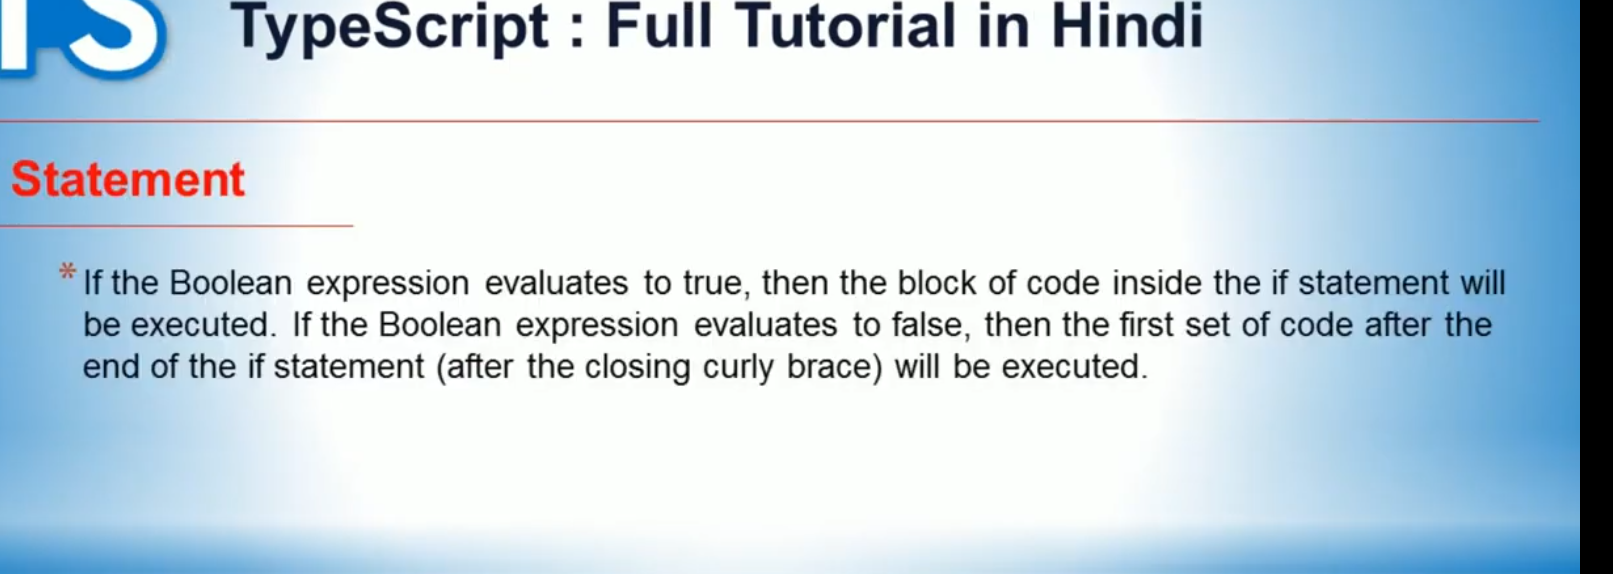 TS
TypeScript : Full Tutorial in Hindi
Statement
* If the Boolean expression evaluates to true, then the block of code inside the if statement will
be executed. If the Boolean expression evaluates to false, then the first set of code after the
end of the if statement (after the closing curly brace) will be executed.